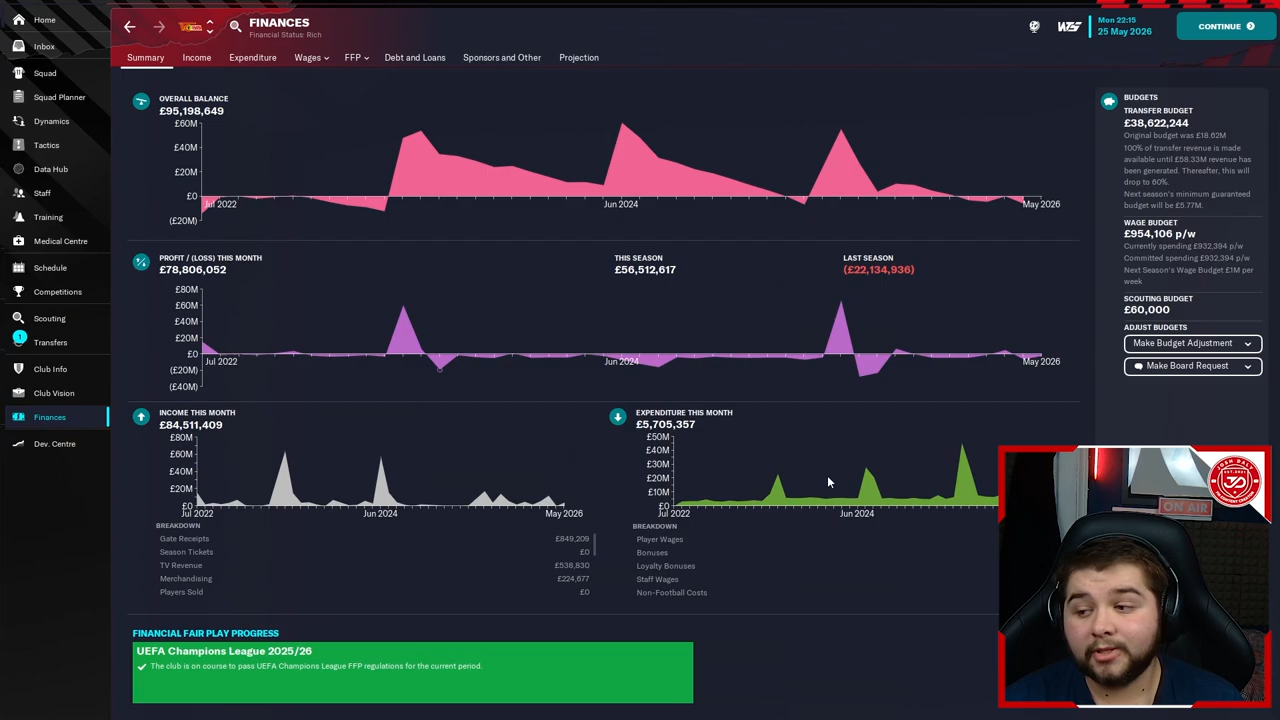 Home
Inbox
Squad
Squad Planner
Dynamics
Tactics
Data Hub
Staff
Training
Medical Centre
Schedule
Competitions
Scouting
1
Transfers
Club Info
Club Vision
Finances
Dev. Centre
FINANCES
Financial Status: Rich
Mon 22:15
25 May 2026
CONTINUE
Summary
Income
Expenditure
Wages
FFP
Debt and Loans
Sponsors and Other
Projection
OVERALL BALANCE
£95,198,649
£60M
£40M
£20M
£0
(£20M)
Jul 2022
Jun 2024
May 2026
PROFIT / (LOSS) THIS MONTH
£78,806,052
THIS SEASON
£56,512,617
LAST SEASON
(£22,134,936)
£80M
£60M
£40M
£20M
£0
(£20M)
(£40M)
Jul 2022
Jun 2024
May 2026
INCOME THIS MONTH
£84,511,409
£80M
£60M
£40M
£20M
£0
Jul 2022
Jun 2024
May 2026
BREAKDOWN
Gate Receipts £849,209
Season Tickets £0
TV Revenue £538,830
Merchandising £224,677
Players Sold £0
EXPENDITURE THIS MONTH
£5,705,357
£50M
£40M
£30M
£20M
£10M
£0
Jul 2022
Jun 2024
BREAKDOWN
Player Wages
Bonuses
Loyalty Bonuses
Staff Wages
Non-Football Costs
FINANCIAL FAIR PLAY PROGRESS
UEFA Champions League 2025/26
The club is on course to pass UEFA Champions League FFP regulations for the current period.
BUDGETS
TRANSFER BUDGET
£38,622,244
Original budget was £18.62M
100% of transfer revenue is made
available until £58.33M revenue has
been generated. Thereafter, this will
drop to 60%.
Next season's minimum guaranteed
budget will be £5.77M.
WAGE BUDGET
£954,106 p/w
Currently spending £932,394 p/w
Committed spending £932,394 p/w
Next Season's Wage Budget £1M per
week
SCOUTING BUDGET
£60,000
ADJUST BUDGETS
Make Budget Adjustment
Make Board Request
JOSH DALY
JD
ON AIR